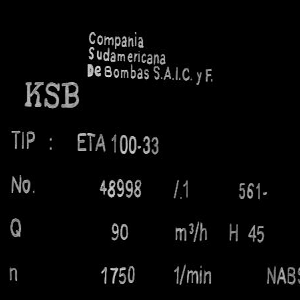 Compania
Sudamericana
De Bombas S.A.I.C. y F.
KSB
TIP : ETA 100-33
No. 48998 /.1 561-
Q 90 m³/h H 45
n 1750 1/min NABS